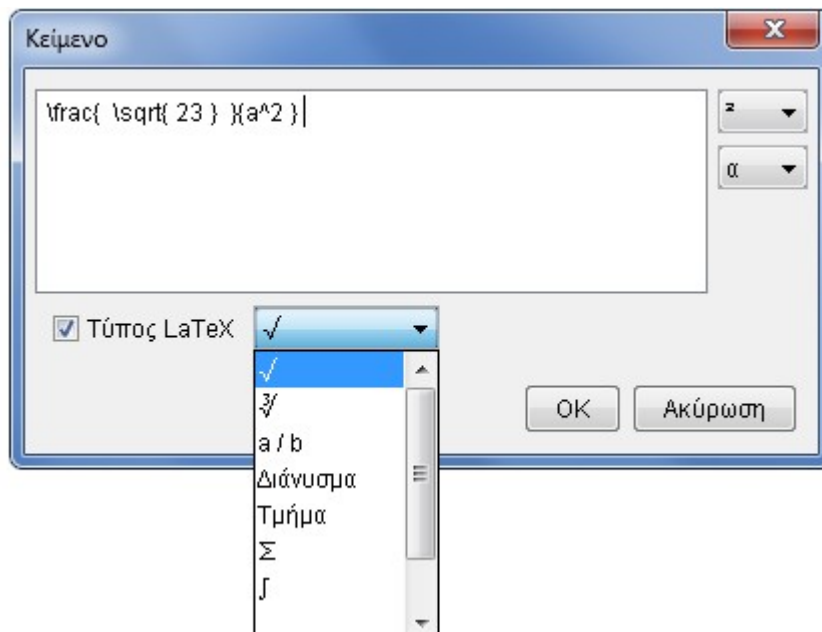 Κείμενο
\frac{ \sqrt{ 23 } }{a^2 }
²
α
Τύπος LaTeX √
√
∛
a / b
Διάνυσμα
Τμήμα
Σ
∫
OK Ακύρωση